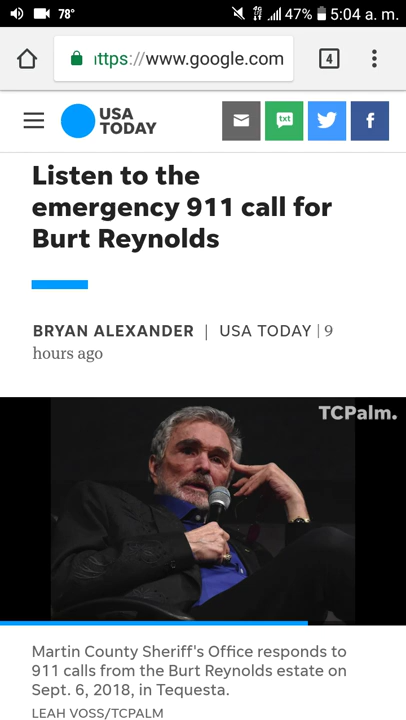 78°
4G
47%
5:04 a. m.
ttps://www.google.com
4
USA
TODAY
txt
f
Listen to the
emergency 911 call for
Burt Reynolds
BRYAN ALEXANDER | USA TODAY | 9
hours ago
TCPalm.
Martin County Sheriff's Office responds to
911 calls from the Burt Reynolds estate on
Sept. 6, 2018, in Tequesta.
LEAH VOSS/TCPALM